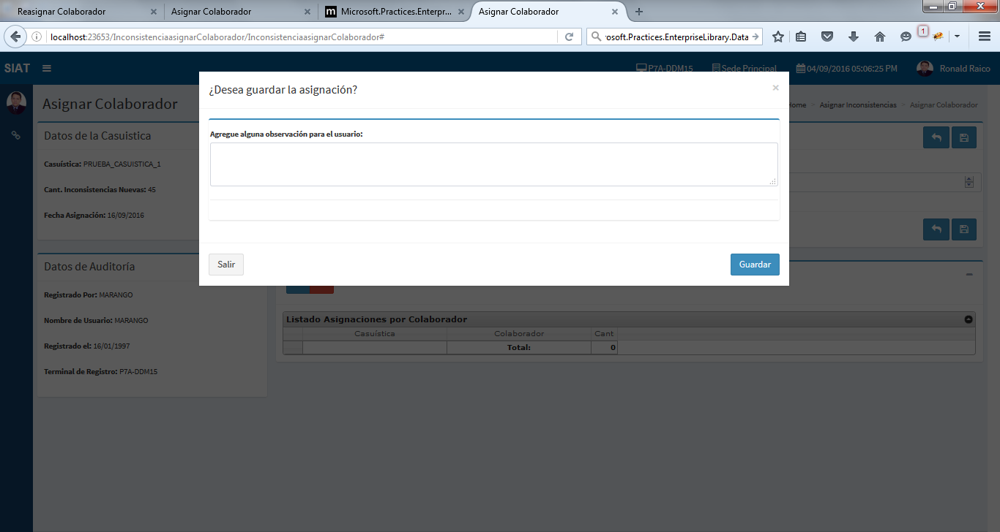 Reasignar Colaborador
Asignar Colaborador
m Microsoft.Practices.Enterpr...
Asignar Colaborador
localhost:23653/InconsistenciaasignarColaborador/InconsistenciaasignarColaborador#
rosoft.Practices.EnterpriseLibrary.Data
1
SIAT
P7A-DDM15
Sede Principal
04/09/2016 05:06:25 PM
Ronald Raico
¿Desea guardar la asignación?
×
Asignar Colaborador
Home > Asignar Inconsistencias > Asignar Colaborador
Datos de la Casuistica
Agregue alguna observación para el usuario:
Casuística: PRUEBA_CASUISTICA_1
Cant. Inconsistencias Nuevas: 45
Fecha Asignación: 16/09/2016
Salir
Guardar
Datos de Auditoría
Registrado Por: MARANGO
Nombre de Usuario: MARANGO
Registrado el: 16/01/1997
Terminal de Registro: P7A-DDM15
Listado Asignaciones por Colaborador
Casuística Colaborador Cant
Total: 0